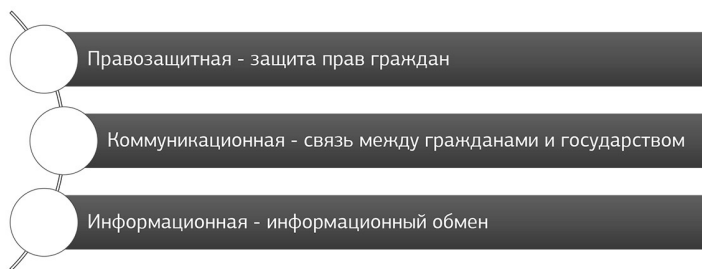 Правозащитная - защита прав граждан
Коммуникационная - связь между гражданами и государством
Информационная - информационный обмен